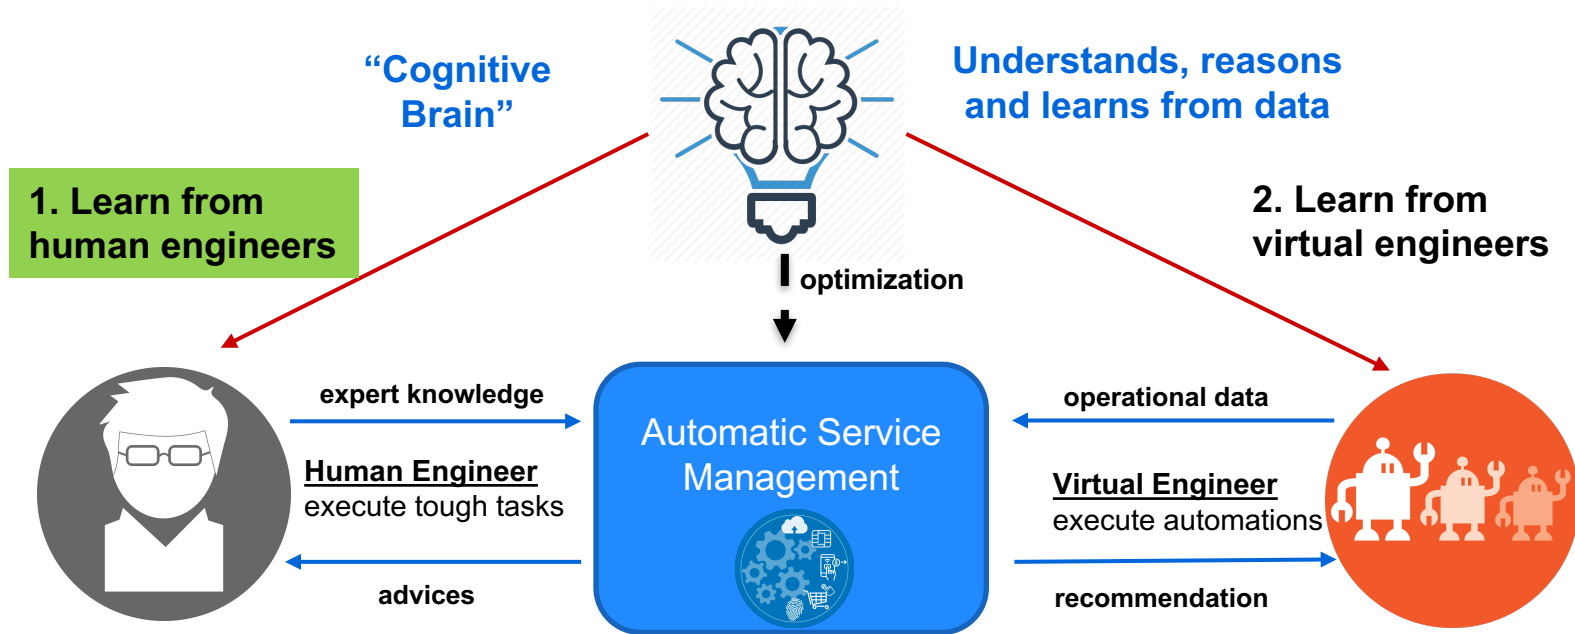 “Cognitive
Brain”
Understands, reasons
and learns from data
1. Learn from
human engineers
2. Learn from
virtual engineers
optimization
expert knowledge
Human Engineer
execute tough tasks
advices
Automatic Service
Management
operational data
Virtual Engineer
execute automations
recommendation